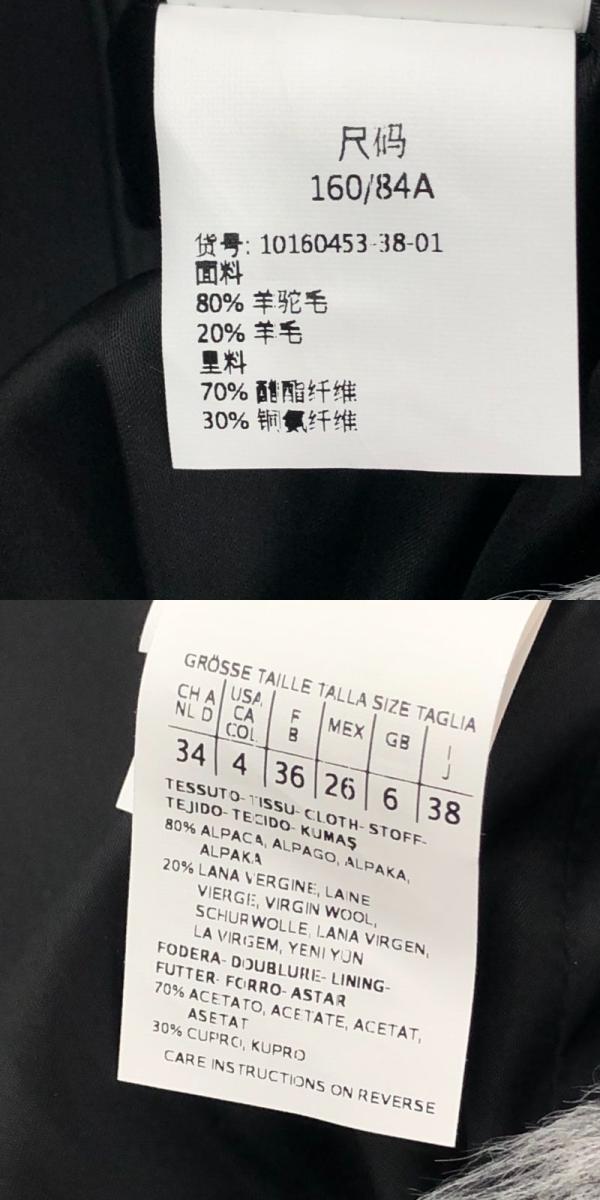 尺码
160/84A
货号: 10160453-38-01
面料
80% 羊驼毛
20% 羊毛
里料
70% 醋酯纤维
30% 铜氨纤维
GRÖSSE TAILLE TALLA SIZE TAGLIA
CH A NL D | USA CA COL | F B | MEX | GB | I J
34 | 4 | 36 | 26 | 6 | 38
TESSUTO- TISSU- CLOTH- STOFF-
TEJIDO- TECIDO- KUMAŞ
80% ALPACA, ALPAGO, ALPAKA,
ALPAKA
20% LANA VERGINE, LAINE
VIERGE, VIRGIN WOOL,
SCHURWOLLE, LANA VIRGEN,
LA VIRGEM, YENI YÜN
FODERA- DOUBLURE- LINING-
FUTTER- FORRO- ASTAR
70% ACETATO, ACETATE, ACETAT,
ASETAT
30% CUPRO, KUPRO
CARE INSTRUCTIONS ON REVERSE